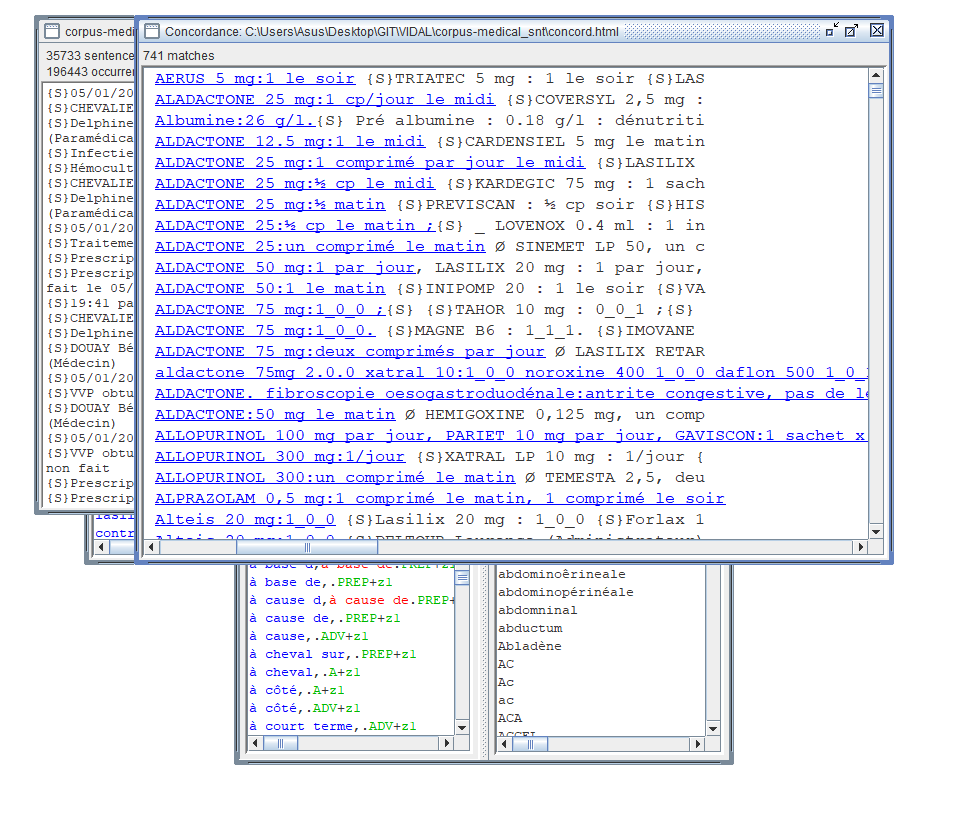 corpus-medi
35733 sentence
196443 occurrer
{S}05/01/20
{S}CHEVALIE
{S}Delphine
(Paramédica
{S}Infectie
{S}Hémocult
{S}CHEVALIE
{S}Delphine
(Paramédica
{S}05/01/20
{S}Traiteme
{S}Prescrip
{S}Prescrip
fait le 05/
{S}19:41 pa
{S}CHEVALIE
{S}Delphine
{S}DOUAY Bé
(Médecin)
{S}05/01/20
{S}VVP obtu
{S}DOUAY Bé
(Médecin)
{S}05/01/20
{S}VVP obtu
non fait
{S}Prescrip
{S}Prescrip
contr
Concordance: C:\Users\Asus\Desktop\GIT\VIDAL\corpus-medical_snt\concord.html
741 matches
AERUS 5 mg:1 le soir {S}TRIATEC 5 mg : 1 le soir {S}LAS
ALADACTONE 25 mg:1 cp/jour le midi {S}COVERSYL 2,5 mg :
Albumine:26 g/l.{S} Pré albumine : 0.18 g/l : dénutriti
ALDACTONE 12.5 mg:1 le midi {S}CARDENSIEL 5 mg le matin
ALDACTONE 25 mg:1 comprimé par jour le midi {S}LASILIX
ALDACTONE 25 mg:½ cp le midi {S}KARDEGIC 75 mg : 1 sach
ALDACTONE 25 mg:½ matin {S}PREVISCAN : ½ cp soir {S}HIS
ALDACTONE 25:½ cp le matin ;{S} _ LOVENOX 0.4 ml : 1 in
ALDACTONE 25:un comprimé le matin Ø SINEMET LP 50, un c
ALDACTONE 50 mg:1 par jour, LASILIX 20 mg : 1 par jour,
ALDACTONE 50:1 le matin {S}INIPOMP 20 : 1 le soir {S}VA
ALDACTONE 75 mg:1_0_0 ;{S} {S}TAHOR 10 mg : 0_0_1 ;{S}
ALDACTONE 75 mg:1_0_0. {S}MAGNE B6 : 1_1_1. {S}IMOVANE
ALDACTONE 75 mg:deux comprimés par jour Ø LASILIX RETAR
aldactone 75mg 2.0.0 xatral 10:1_0_0 noroxine 400 1_0_0 daflon 500 1_0_
ALDACTONE. fibroscopie oesogastroduodénale:antrite congestive, pas de lé
ALDACTONE:50 mg le matin Ø HEMIGOXINE 0,125 mg, un comp
ALLOPURINOL 100 mg par jour, PARIET 10 mg par jour, GAVISCON:1 sachet x
ALLOPURINOL 300 mg:1/jour {S}XATRAL LP 10 mg : 1/jour {
ALLOPURINOL 300:un comprimé le matin Ø TEMESTA 2,5, deu
ALPRAZOLAM 0,5 mg:1 comprimé le matin, 1 comprimé le soir
Alteis 20 mg:1_0_0 {S}Lasilix 20 mg : 1_0_0 {S}Forlax 1
à base d,à base de.PREP+z1
à base de,.PREP+z1
à cause d,à cause de.PREP+
à cause de,.PREP+z1
à cause,.ADV+z1
à cheval sur,.PREP+z1
à cheval,.A+z1
à côté,.A+z1
à côté,.ADV+z1
à court terme,.ADV+z1
abdominoêrineale
abdominopérinéale
abdomninal
abductum
Abladène
AC
Ac
ac
ACA
ACCEL